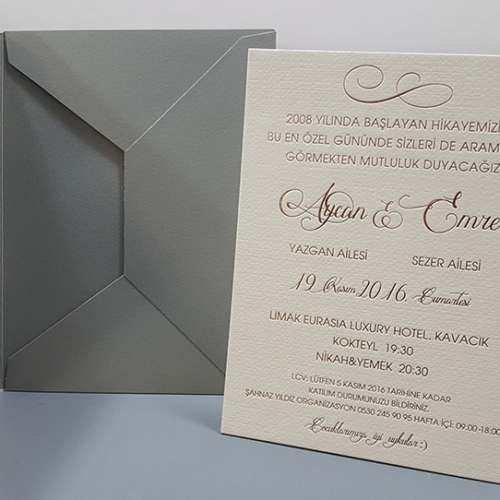 2008 YILINDA BAŞLAYAN HİKAYEMİZİ
BU EN ÖZEL GÜNÜNDE SİZLERİ DE ARAM
GÖRMEKTEN MUTLULUK DUYACAĞIZ
Aycan & Emre
YAZGAN AİLESİ SEZER AİLESİ
19 Kasım 2016, Cumartesi
LIMAK EURASIA LUXURY HOTEL, KAVACIK
KOKTEYL 19:30
NİKAH&YEMEK 20:30
LCV: LÜTFEN 5 KASIM 2016 TARİHİNE KADAR
KATILIM DURUMUNUZU BİLDİRİNİZ.
ŞAHNAZ YILDIZ ORGANİZASYON 0530 245 90 95 HAFTA İÇİ: 09:00-18:00
Çocuklarımıza iyi uykular :)